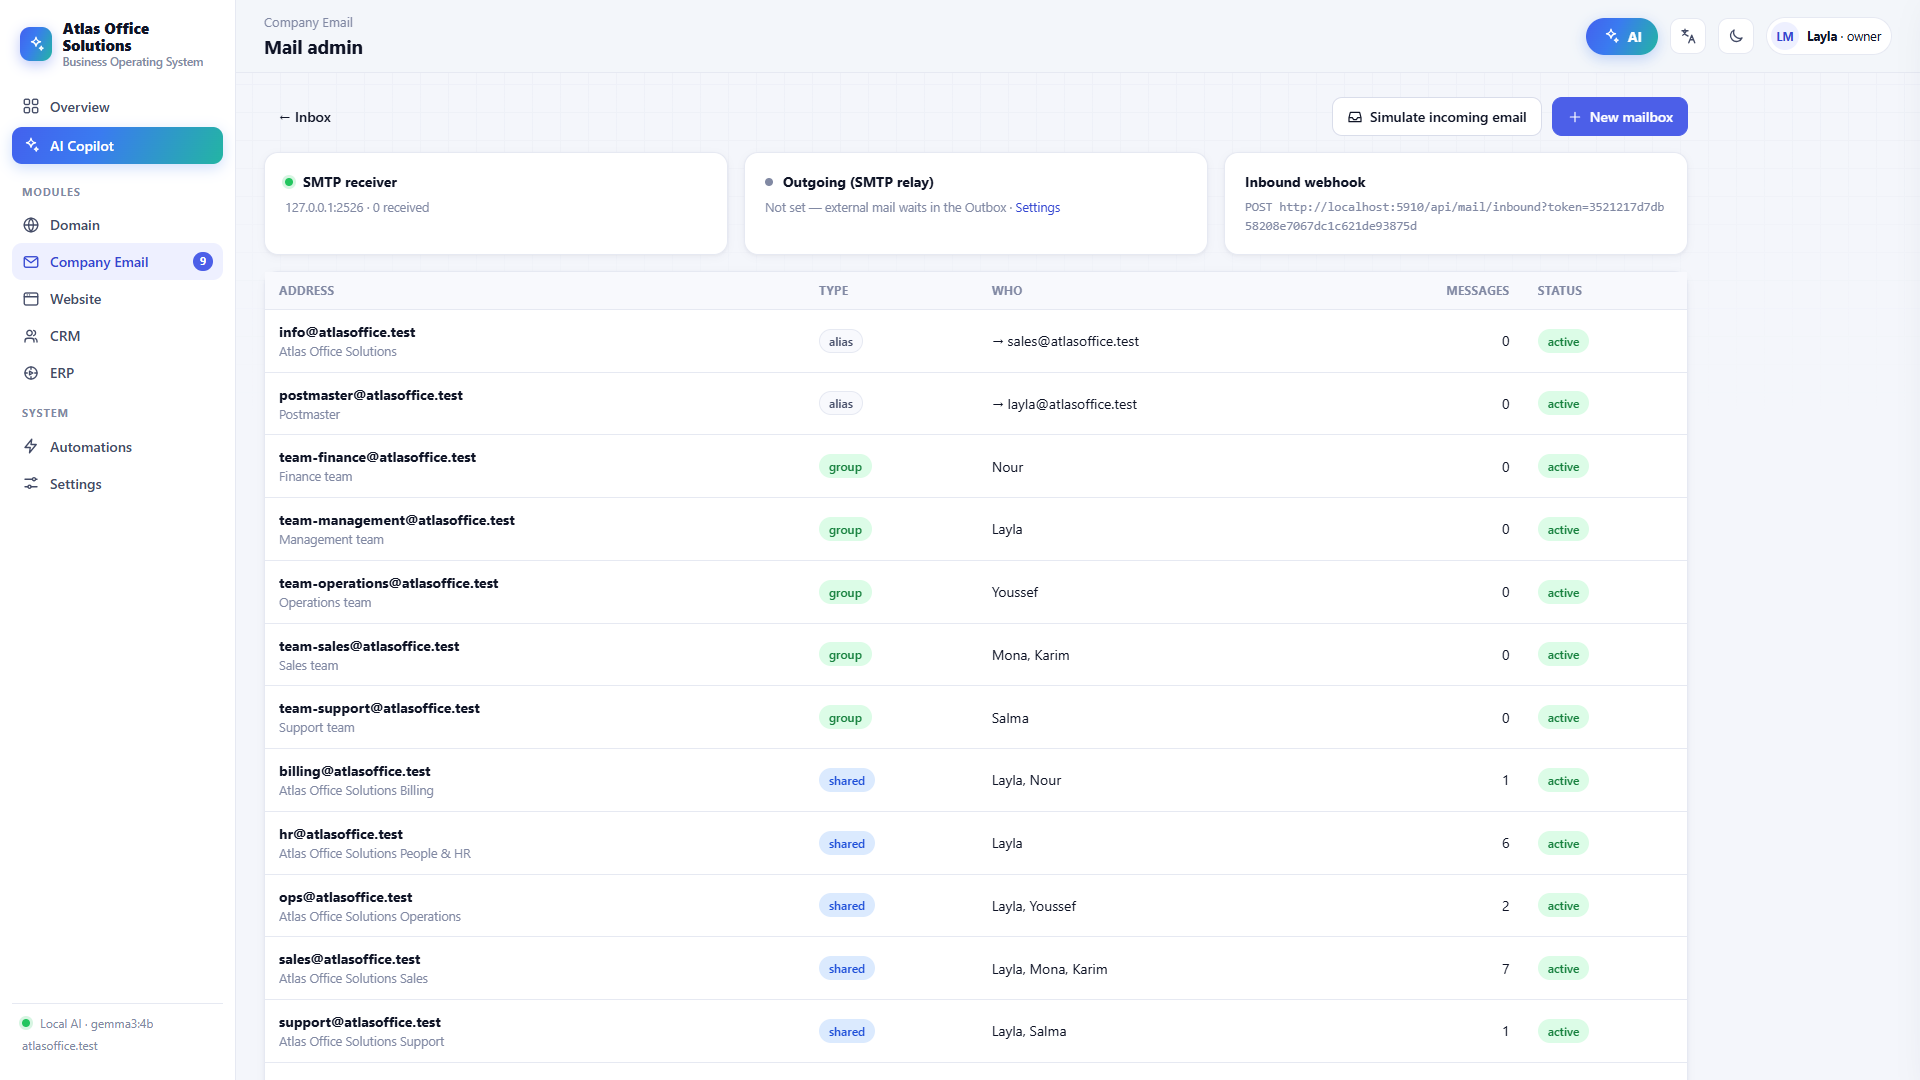 Atlas Office
Solutions
Business Operating System
Overview
AI Copilot
MODULES
Domain
Company Email 9
Website
CRM
ERP
SYSTEM
Automations
Settings
Local AI · gemma3:4b
atlasoffice.test
Company Email
Mail admin
AI
LM Layla · owner
← Inbox
Simulate incoming email
New mailbox
SMTP receiver
127.0.0.1:2526 · 0 received
Outgoing (SMTP relay)
Not set — external mail waits in the Outbox · Settings
Inbound webhook
POST http://localhost:5910/api/mail/inbound?token=3521217d7db
58208e7067dc1c621de93875d
ADDRESS TYPE WHO MESSAGES STATUS
info@atlasoffice.test
Atlas Office Solutions
alias → sales@atlasoffice.test 0 active
postmaster@atlasoffice.test
Postmaster
alias → layla@atlasoffice.test 0 active
team-finance@atlasoffice.test
Finance team
group Nour 0 active
team-management@atlasoffice.test
Management team
group Layla 0 active
team-operations@atlasoffice.test
Operations team
group Youssef 0 active
team-sales@atlasoffice.test
Sales team
group Mona, Karim 0 active
team-support@atlasoffice.test
Support team
group Salma 0 active
billing@atlasoffice.test
Atlas Office Solutions Billing
shared Layla, Nour 1 active
hr@atlasoffice.test
Atlas Office Solutions People & HR
shared Layla 6 active
ops@atlasoffice.test
Atlas Office Solutions Operations
shared Layla, Youssef 2 active
sales@atlasoffice.test
Atlas Office Solutions Sales
shared Layla, Mona, Karim 7 active
support@atlasoffice.test
Atlas Office Solutions Support
shared Layla, Salma 1 active